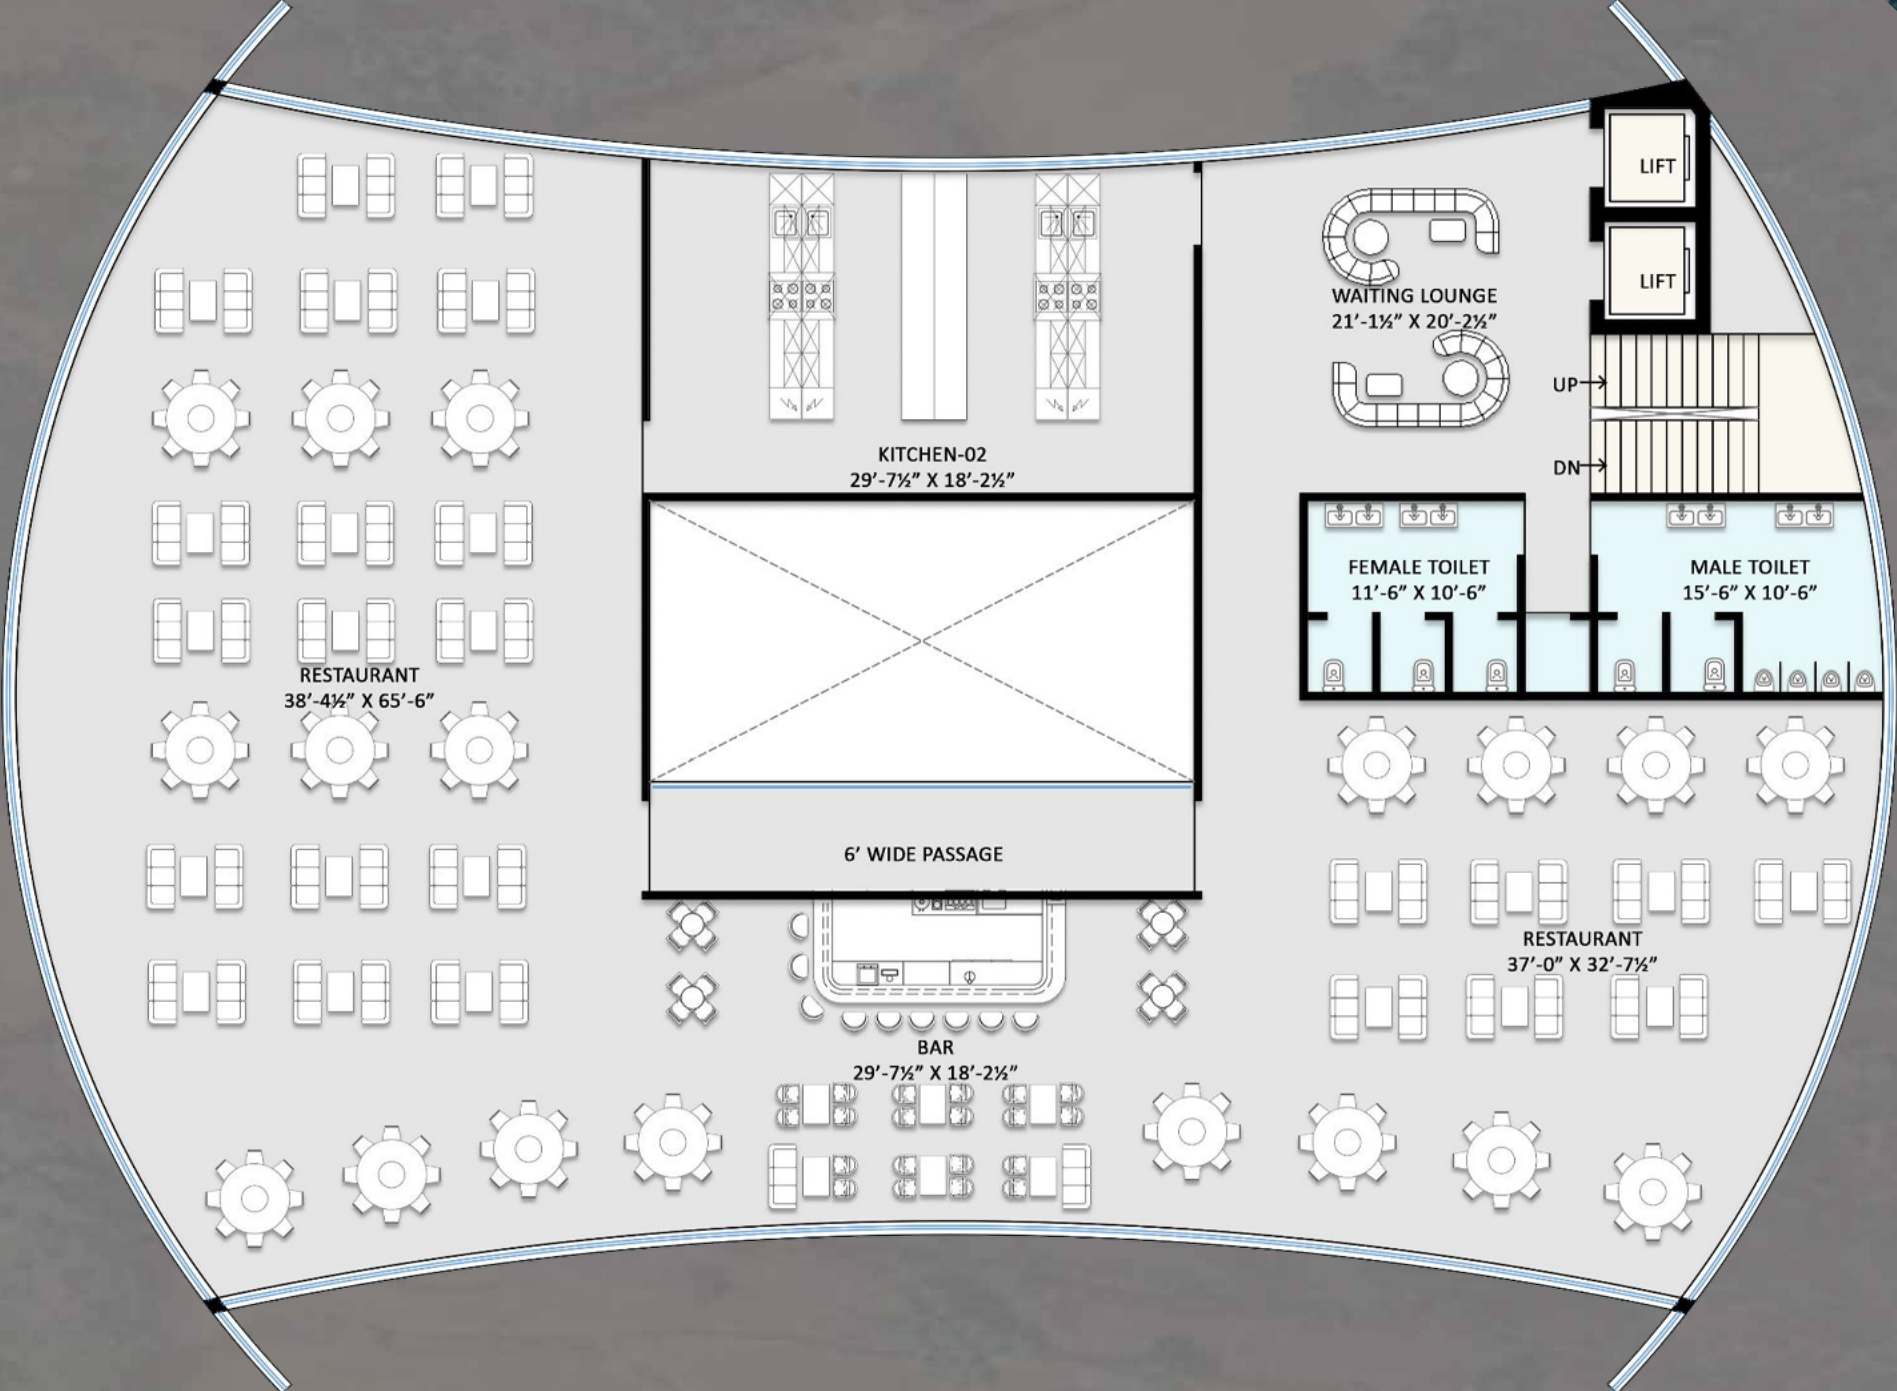 LIFT
LIFT
WAITING LOUNGE
21’-1½” X 20’-2½”
UP
DN
KITCHEN-02
29’-7½” X 18’-2½”
FEMALE TOILET
11’-6” X 10’-6”
MALE TOILET
15’-6” X 10’-6”
RESTAURANT
38’-4½” X 65’-6”
6’ WIDE PASSAGE
RESTAURANT
37’-0” X 32’-7½”
BAR
29’-7½” X 18’-2½”